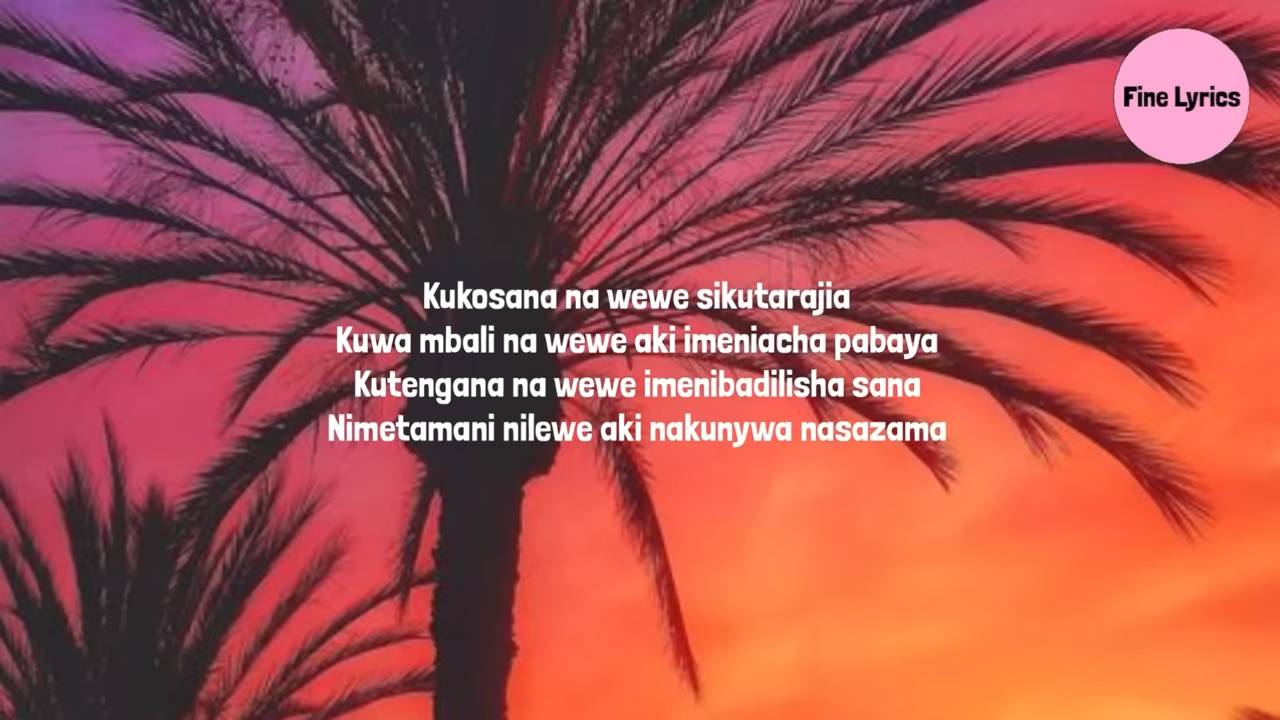 Fine Lyrics
Kukosana na wewe sikutarajia
Kuwa mbali na wewe aki imeniacha pabaya
Kutengana na wewe imenibadilisha sana
Nimetamani nilewe aki nakunywa nasazama